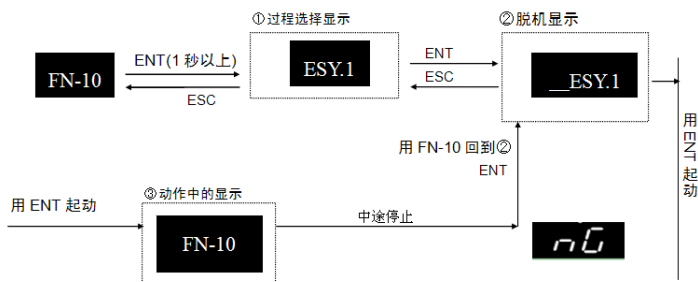 ①过程选择显示
②脱机显示
FN-10
ENT(1 秒以上)
ESC
ESY.1
ENT
ESC
__ESY.1
用 ENT 起动
用 FN-10 回到②
ENT
用 ENT 起动
③动作中的显示
FN-10
中途停止
nG